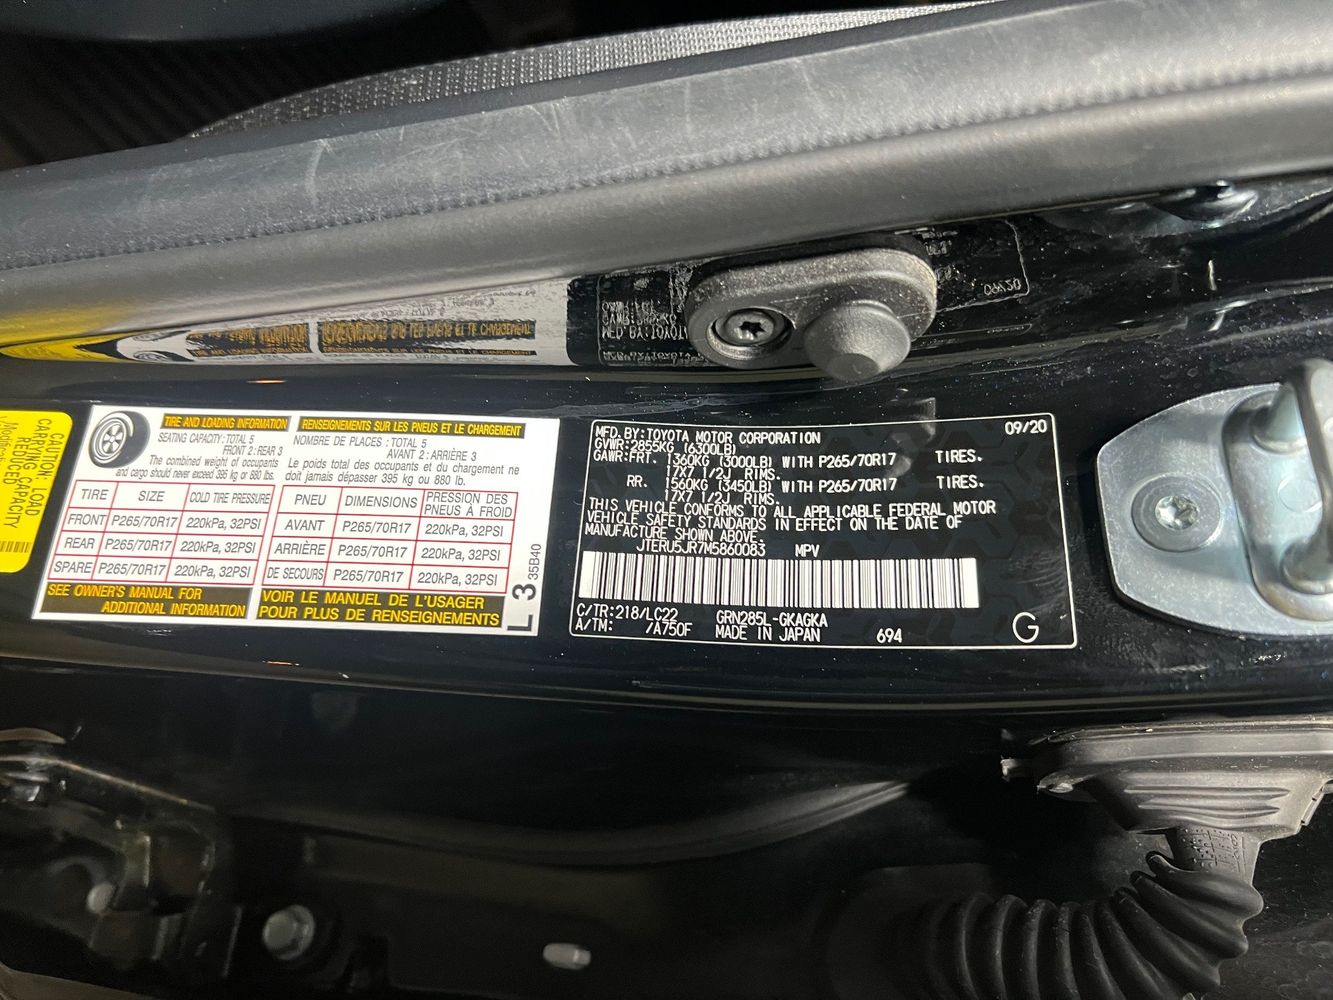 CAUTION: LOAD
CARRYING CAPACITY
REDUCED
TIRE AND LOADING INFORMATION
SEATING CAPACITY: TOTAL 5
FRONT 2: REAR 3
The combined weight of occupants
and cargo should never exceed 395 kg or 880 lbs.
TIRE SIZE COLD TIRE PRESSURE
FRONT P265/70R17 220kPa, 32PSI
REAR P265/70R17 220kPa, 32PSI
SPARE P265/70R17 220kPa, 32PSI
SEE OWNER'S MANUAL FOR
ADDITIONAL INFORMATION
RENSEIGNEMENTS SUR LES PNEUS ET LE CHARGEMENT
NOMBRE DE PLACES : TOTAL 5
AVANT 2 : ARRIÈRE 3
Le poids total des occupants et du chargement ne
doit jamais dépasser 395 kg ou 880 lb.
PNEU DIMENSIONS PRESSION DES
PNEUS À FROID
AVANT P265/70R17 220kPa, 32PSI
ARRIÈRE P265/70R17 220kPa, 32PSI
DE SECOURS P265/70R17 220kPa, 32PSI
VOIR LE MANUEL DE L'USAGER
POUR PLUS DE RENSEIGNEMENTS
L 3 35B40
MFD. BY: TOYOTA MOTOR CORPORATION 09/20
GVWR: 2855KG (6300LB)
GAWR: FRT. 1360KG (3000LB) WITH P265/70R17 TIRES.
17X7 1/2J RIMS.
RR. 1560KG (3450LB) WITH P265/70R17 TIRES.
17X7 1/2J RIMS.
THIS VEHICLE CONFORMS TO ALL APPLICABLE FEDERAL MOTOR
VEHICLE SAFETY STANDARDS IN EFFECT ON THE DATE OF
MANUFACTURE SHOWN ABOVE.
JTERU5JR7M5860083 MPV
C/TR: 218/LC22 GRN285L-GKAGKA
A/TM: /A750F MADE IN JAPAN 694 G